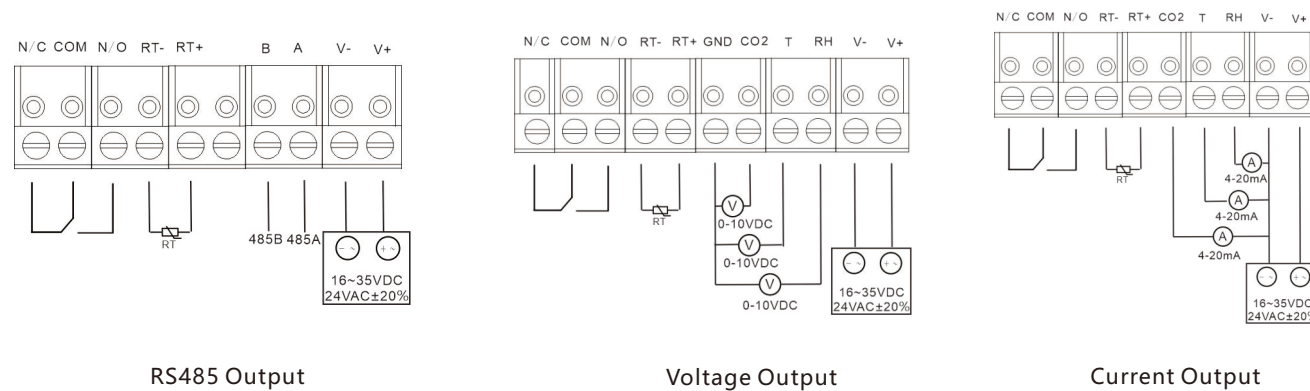 N/C COM N/O RT- RT+ B A V- V+
RT
485B 485A
16~35VDC
24VAC±20%
RS485 Output
N/C COM N/O RT- RT+ GND CO2 T RH V- V+
RT
V
0-10VDC
V
0-10VDC
V
0-10VDC
16~35VDC
24VAC±20%
Voltage Output
N/C COM N/O RT- RT+ CO2 T RH V- V+
RT
A
4-20mA
A
4-20mA
A
4-20mA
16~35VDC
24VAC±20%
Current Output